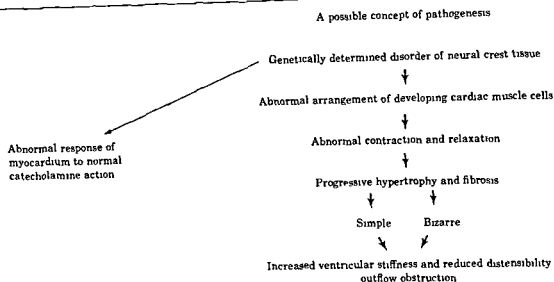 A possible concept of pathogenesis
Genetically determined disorder of neural crest tissue
Abnormal arrangement of developing cardiac muscle cells
Abnormal response of
myocardium to normal
catecholamine action
Abnormal contraction and relaxation
Progressive hypertrophy and fibrosis
Simple Bizarre
Increased ventricular stiffness and reduced distensibility
outflow obstruction